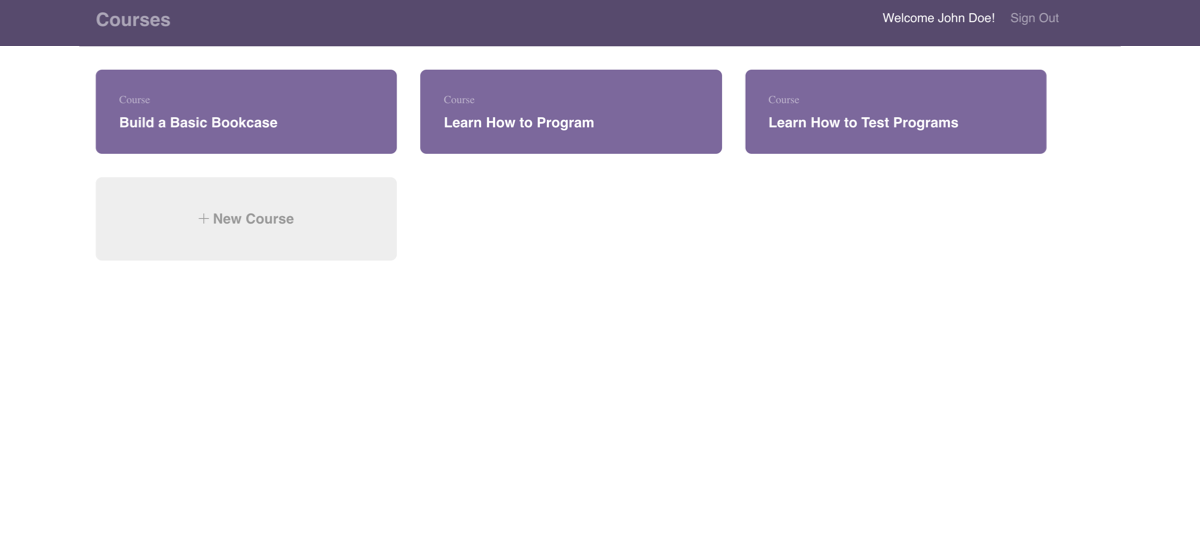 Courses
Welcome John Doe! Sign Out
Course
Build a Basic Bookcase
Course
Learn How to Program
Course
Learn How to Test Programs
+ New Course